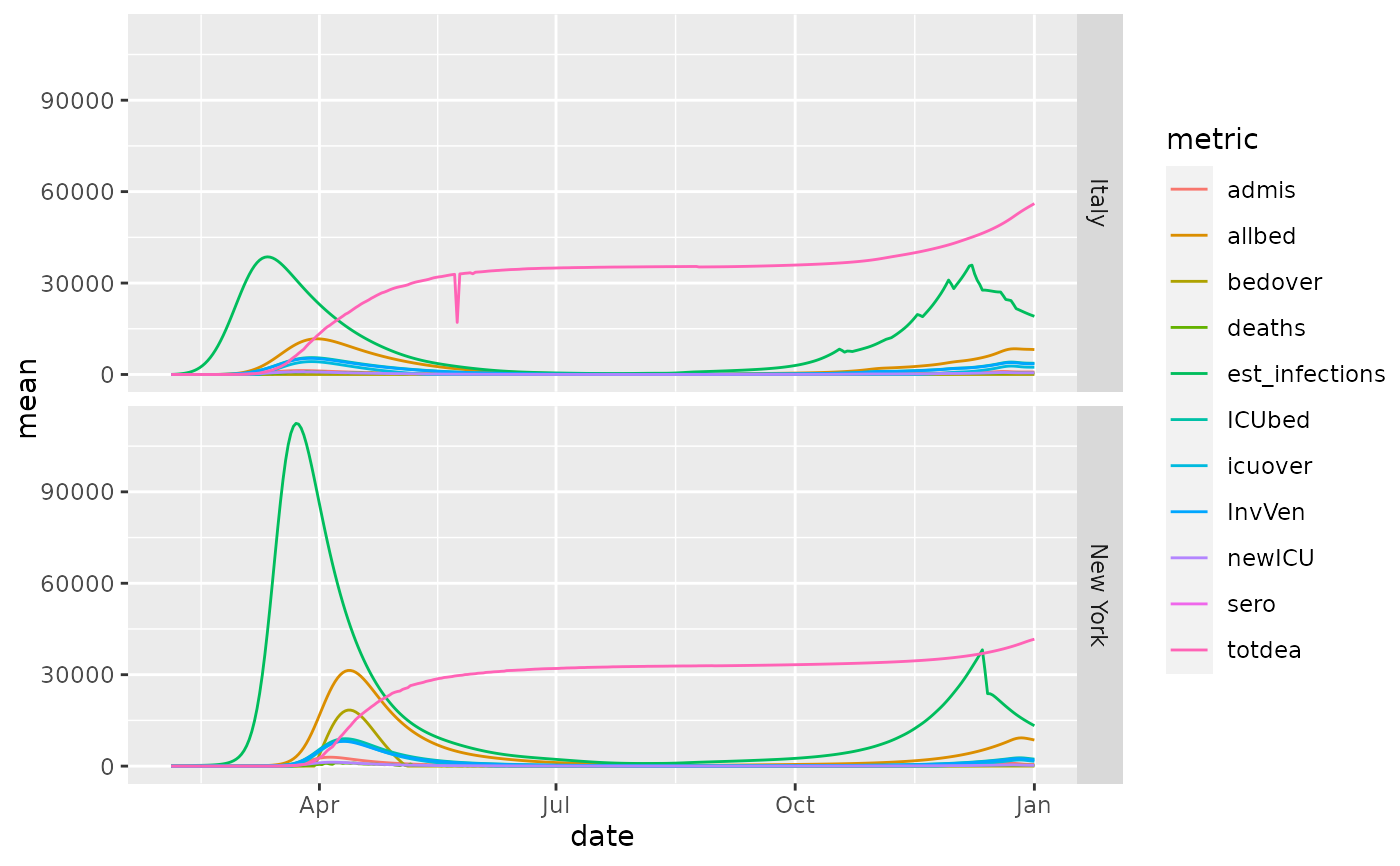 90000
60000
30000
0
Italy
90000
60000
30000
0
New York
mean
Apr
Jul
Oct
Jan
date
metric
admis
allbed
bedover
deaths
est_infections
ICUbed
icuover
InvVen
newICU
sero
totdea